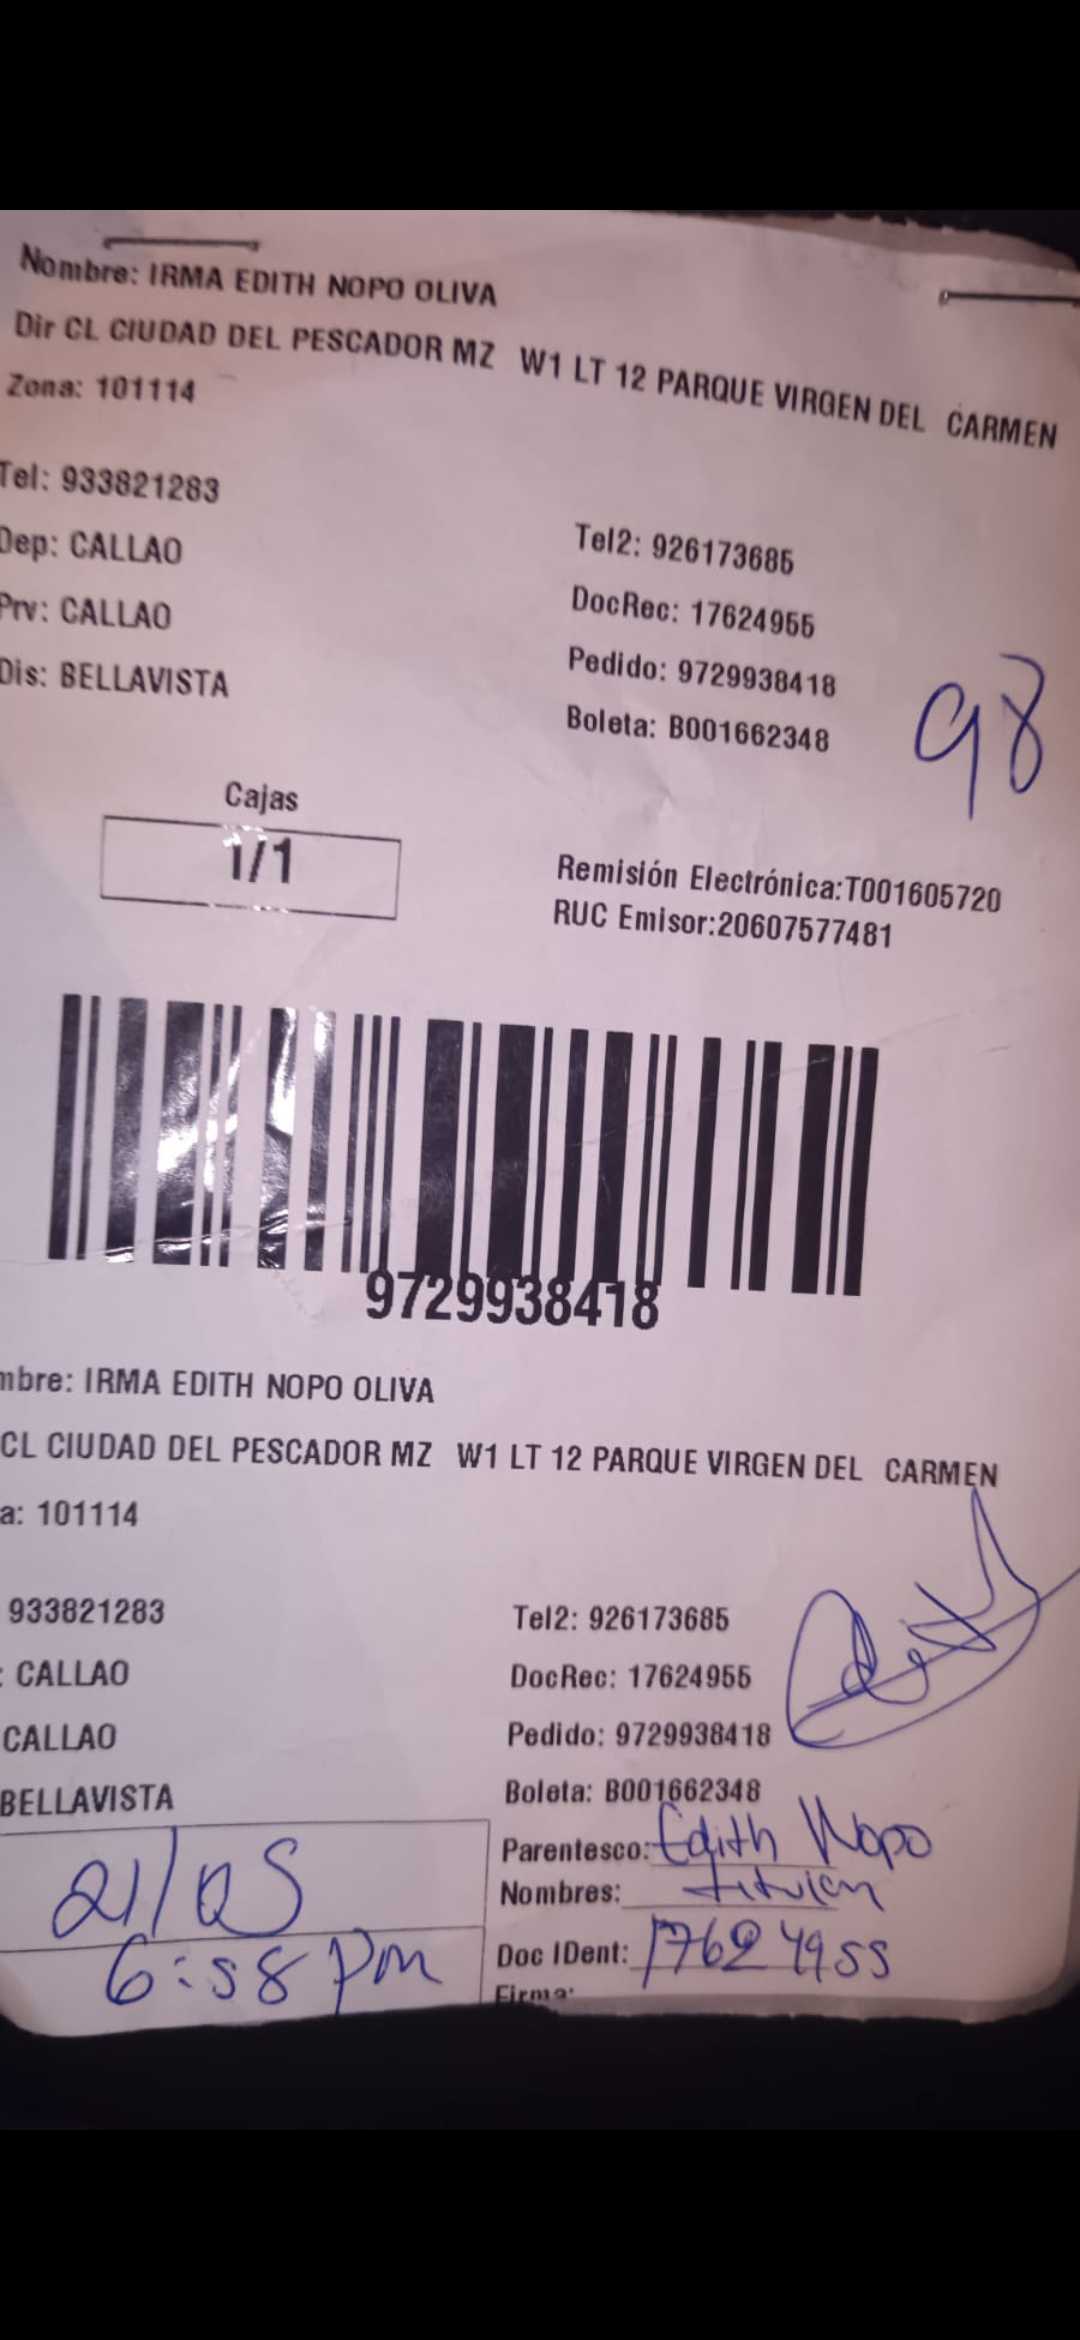 Nombre: IRMA EDITH NOPO OLIVA
Dir CL CIUDAD DEL PESCADOR MZ W1 LT 12 PARQUE VIRGEN DEL CARMEN
Zona: 101114
Tel: 933821283
Tel2: 926173685
Dep: CALLAO
DocRec: 17624955
Prv: CALLAO
Pedido: 9729938418
Dis: BELLAVISTA
Boleta: B001662348
98
Cajas
1/1
Remisión Electrónica:T001605720
RUC Emisor:20607577481
9729938418
mbre: IRMA EDITH NOPO OLIVA
CL CIUDAD DEL PESCADOR MZ W1 LT 12 PARQUE VIRGEN DEL CARMEN
a: 101114
933821283
Tel2: 926173685
: CALLAO
DocRec: 17624955
CALLAO
Pedido: 9729938418
BELLAVISTA
Boleta: B001662348
21/05
6:58 pm
Parentesco: Edith Nopo
Nombres: titular
Doc IDent: 17624955
Firma: